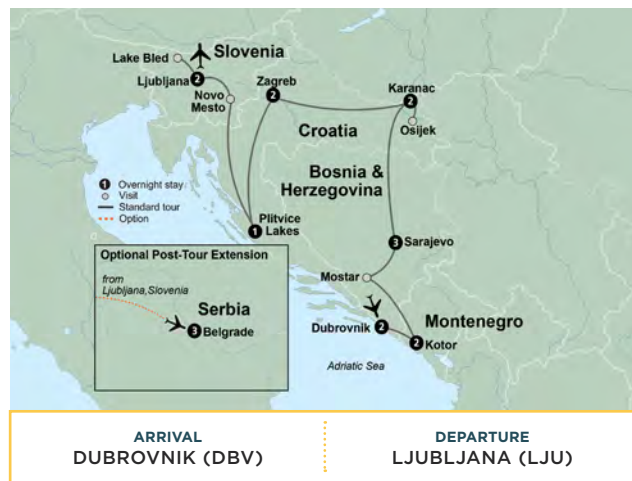 Slovenia
Lake Bled
Ljubljana
2
Novo
Mesto
Zagreb
2
Karanac
2
Osijek
Croatia
Bosnia &
Herzegovina
1 Overnight stay
Visit
Standard tour
Option
Plitvice
Lakes
1
3
Sarajevo
Mostar
Dubrovnik
2
Montenegro
2
Kotor
Adriatic Sea
Optional Post-Tour Extension
from
Ljubljana,Slovenia
Serbia
3
Belgrade
ARRIVAL
DUBROVNIK (DBV)
DEPARTURE
LJUBLJANA (LJU)